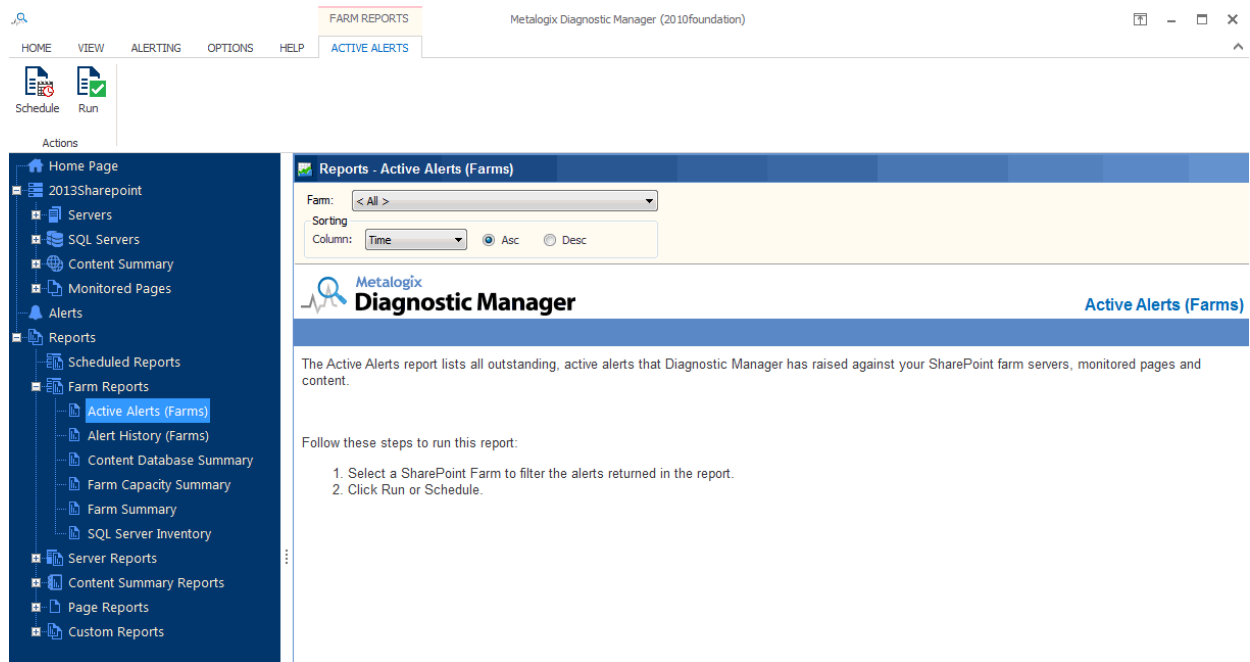 FARM REPORTS
Metalogix Diagnostic Manager (2010foundation)
HOME VIEW ALERTING OPTIONS HELP ACTIVE ALERTS
Schedule Run
Actions
Home Page
2013Sharepoint
Servers
SQL Servers
Content Summary
Monitored Pages
Alerts
Reports
Scheduled Reports
Farm Reports
Active Alerts (Farms)
Alert History (Farms)
Content Database Summary
Farm Capacity Summary
Farm Summary
SQL Server Inventory
Server Reports
Content Summary Reports
Page Reports
Custom Reports
Reports - Active Alerts (Farms)
Farm: < All >
Sorting
Column: Time Asc Desc
Metalogix
Diagnostic Manager
Active Alerts (Farms)
The Active Alerts report lists all outstanding, active alerts that Diagnostic Manager has raised against your SharePoint farm servers, monitored pages and
content.
Follow these steps to run this report:
1. Select a SharePoint Farm to filter the alerts returned in the report.
2. Click Run or Schedule.